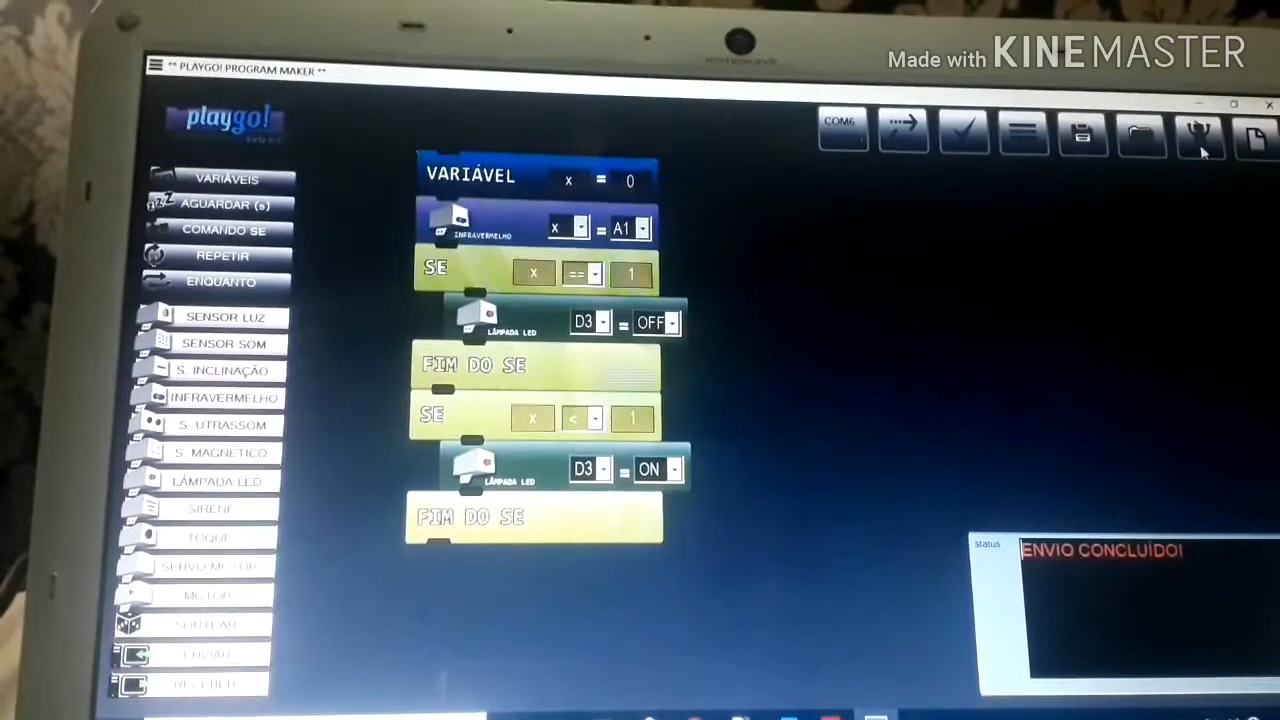 Made with KINEMASTER
** PLAYGO! PROGRAM MAKER **
playgo!
COM6
VARIÁVEIS
AGUARDAR (s)
COMANDO SE
REPETIR
ENQUANTO
SENSOR LUZ
SENSOR SOM
S. INCLINAÇÃO
INFRAVERMELHO
S. UTRASSOM
S. MAGNETICO
LÂMPADA LED
SIRENE
TOQUE
SERVO MOTOR
MOTOR
SORTEAR
ENVIAR
RECEBER
VARIÁVEL x = 0
INFRAVERMELHO x = A1
SE x == 1
LÂMPADA LED D3 = OFF
FIM DO SE
SE x < 1
LÂMPADA LED D3 = ON
FIM DO SE
status
ENVIO CONCLUÍDO!